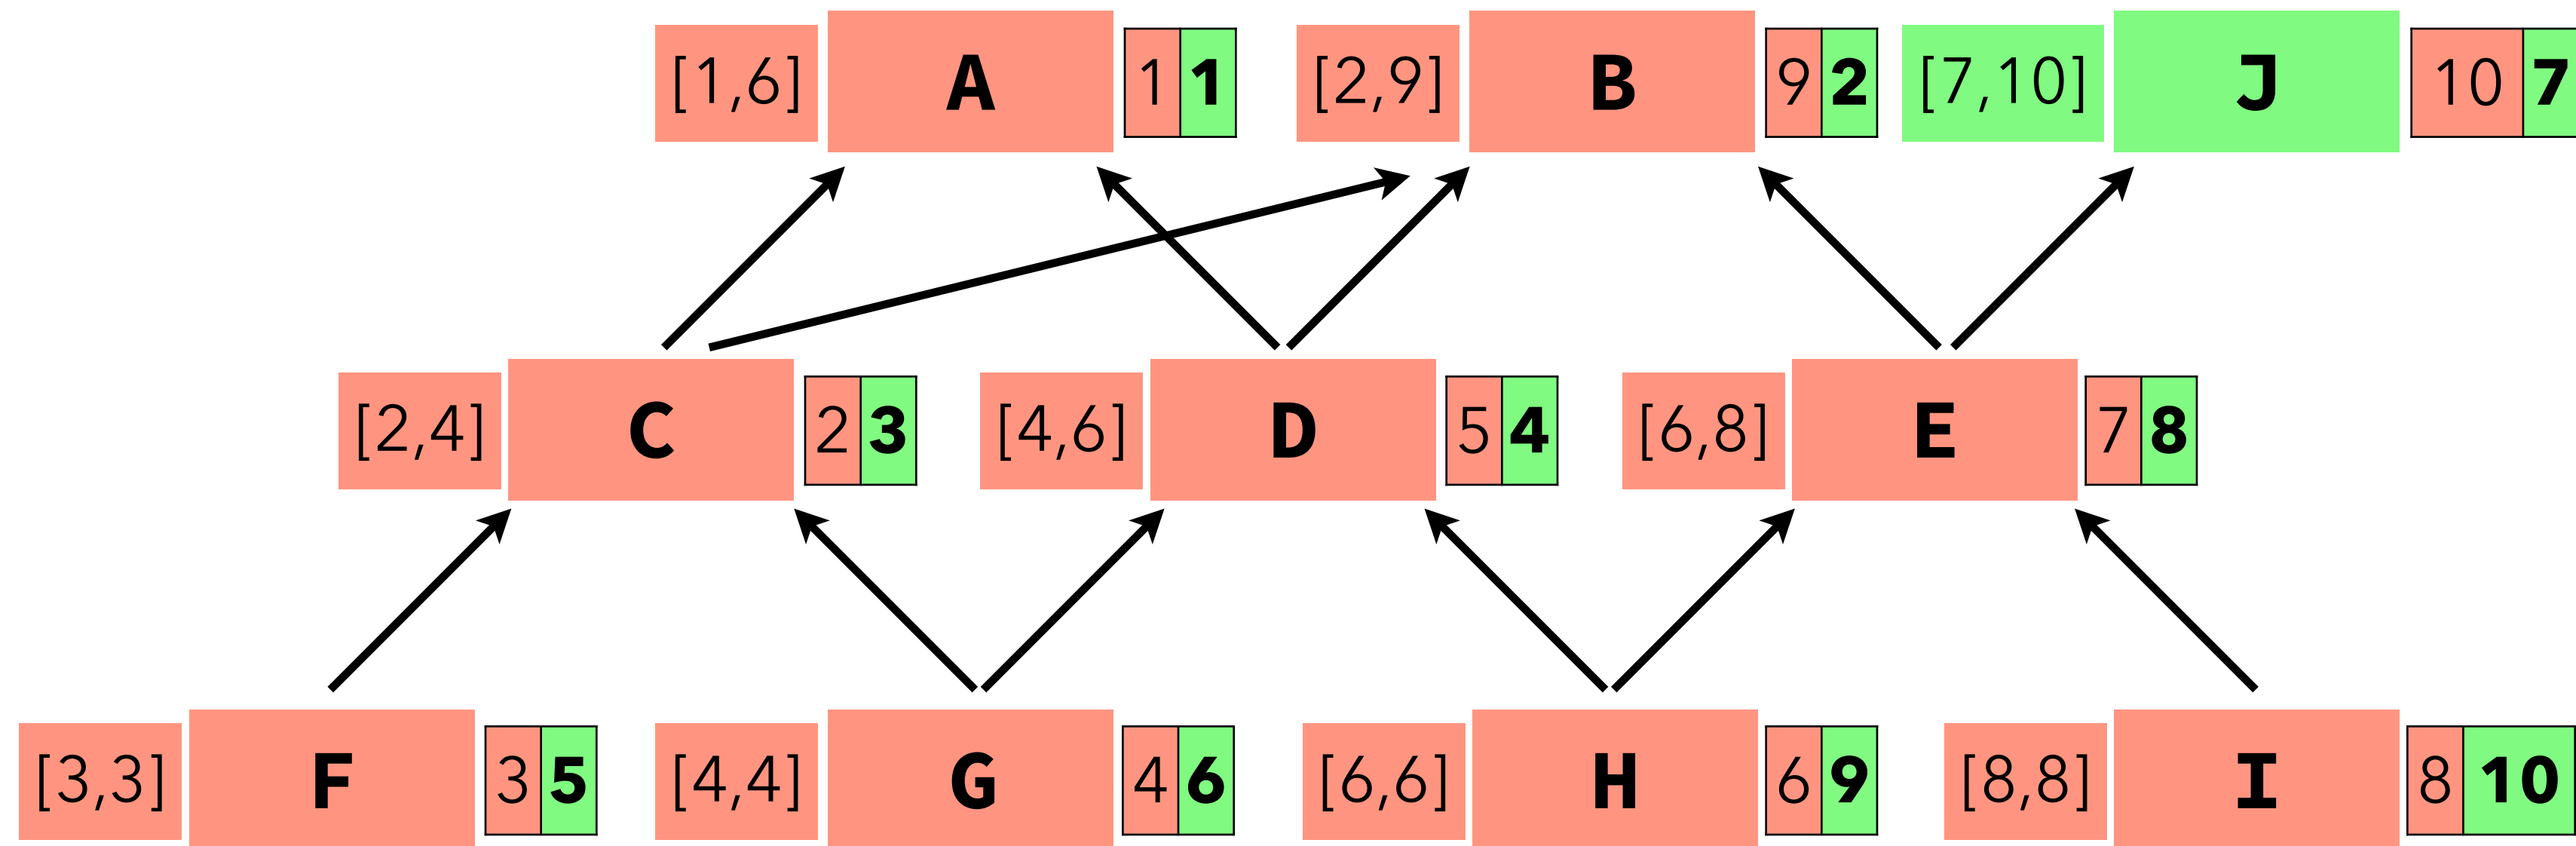 [1,6] A 1 1 [2,9] B 9 2 [7,10] J 10 7
[2,4] C 2 3 [4,6] D 5 4 [6,8] E 7 8
[3,3] F 3 5 [4,4] G 4 6 [6,6] H 6 9 [8,8] I 8 10